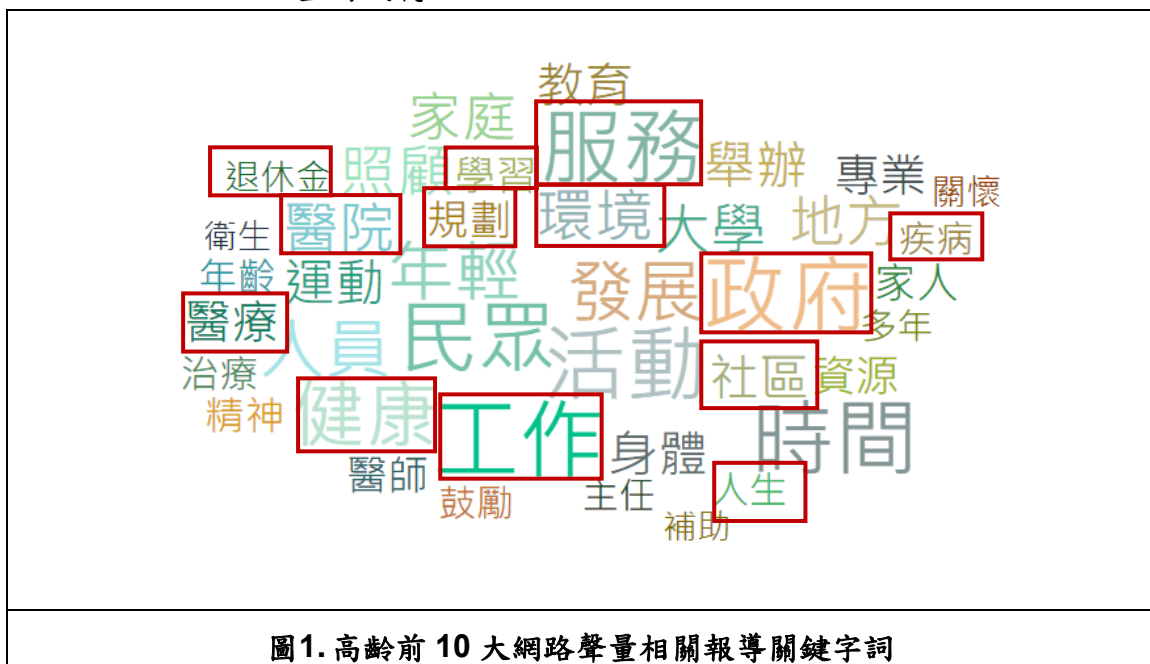 教育
家庭
服務
舉辦
退休金
照顧
學習
專業
關懷
衛生
醫院
規劃
環境
大學
地方
疾病
年齡
運動
年輕
發展
政府
家人
醫療
人員
民眾
活動
多年
治療
社區
資源
精神
健康
工作
身體
時間
醫師
鼓勵
主任
人生
補助
圖1. 高齡前 10 大網路聲量相關報導關鍵字詞